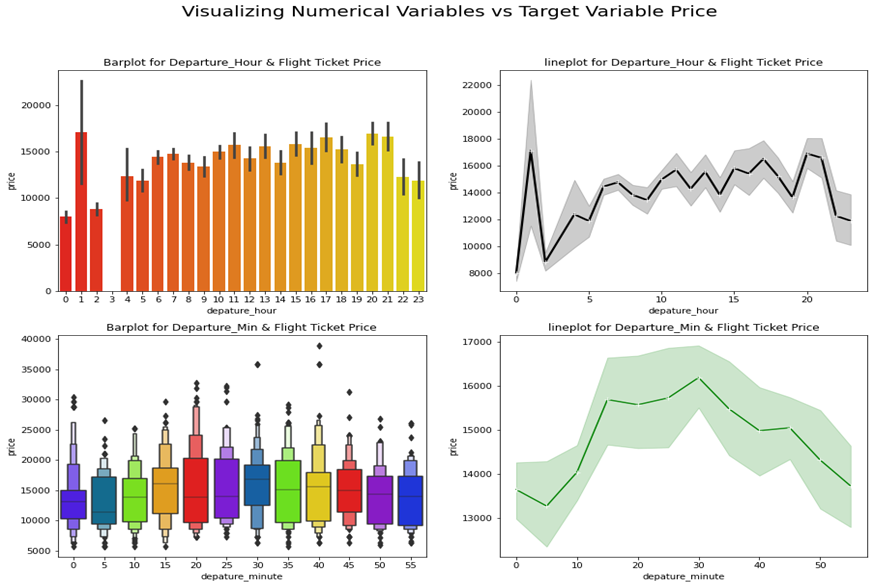 Visualizing Numerical Variables vs Target Variable Price
Barplot for Departure_Hour & Flight Ticket Price
price
20000
15000
10000
5000
0
0 1 2 3 4 5 6 7 8 9 10 11 12 13 14 15 16 17 18 19 20 21 22 23
depature_hour
lineplot for Departure_Hour & Flight Ticket Price
price
22000
20000
18000
16000
14000
12000
10000
8000
0 5 10 15 20
depature_hour
Barplot for Departure_Min & Flight Ticket Price
price
40000
35000
30000
25000
20000
15000
10000
5000
0 5 10 15 20 25 30 35 40 45 50 55
depature_minute
lineplot for Departure_Min & Flight Ticket Price
price
17000
16000
15000
14000
13000
0 10 20 30 40 50
depature_minute